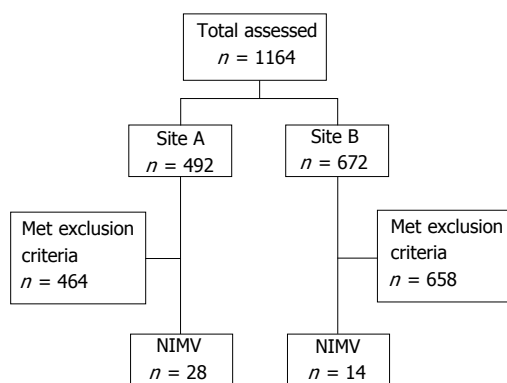 Total assessed
n = 1164
Site A
n = 492
Site B
n = 672
Met exclusion
criteria
n = 464
Met exclusion
criteria
n = 658
NIMV
n = 28
NIMV
n = 14